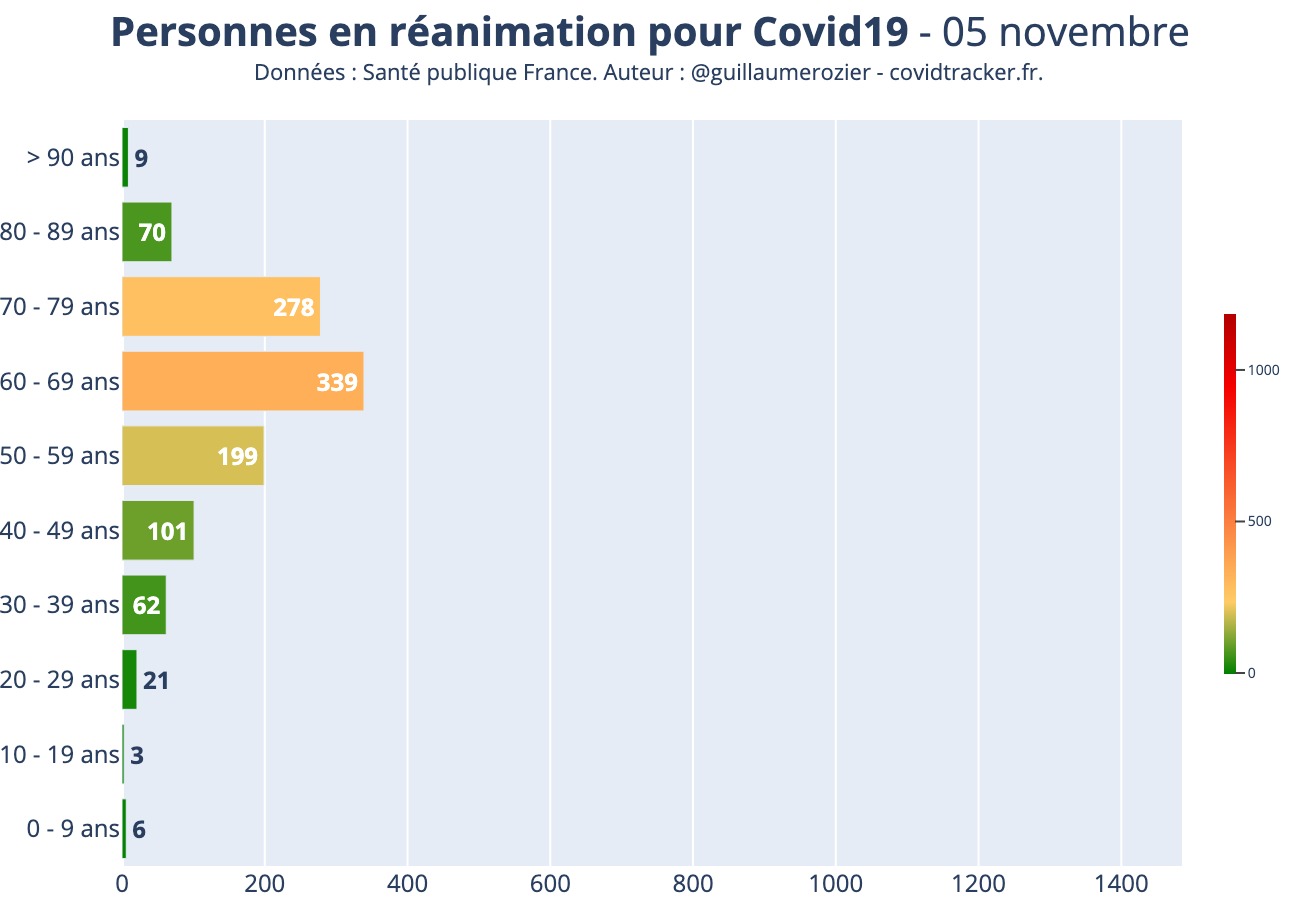 Personnes en réanimation pour Covid19 - 05 novembre
Données : Santé publique France. Auteur : @guillaumerozier - covidtracker.fr.
> 90 ans 9
80 - 89 ans 70
70 - 79 ans 278
60 - 69 ans 339
50 - 59 ans 199
40 - 49 ans 101
30 - 39 ans 62
20 - 29 ans 21
10 - 19 ans 3
0 - 9 ans 6
0 200 400 600 800 1000 1200 1400
1000
500
0